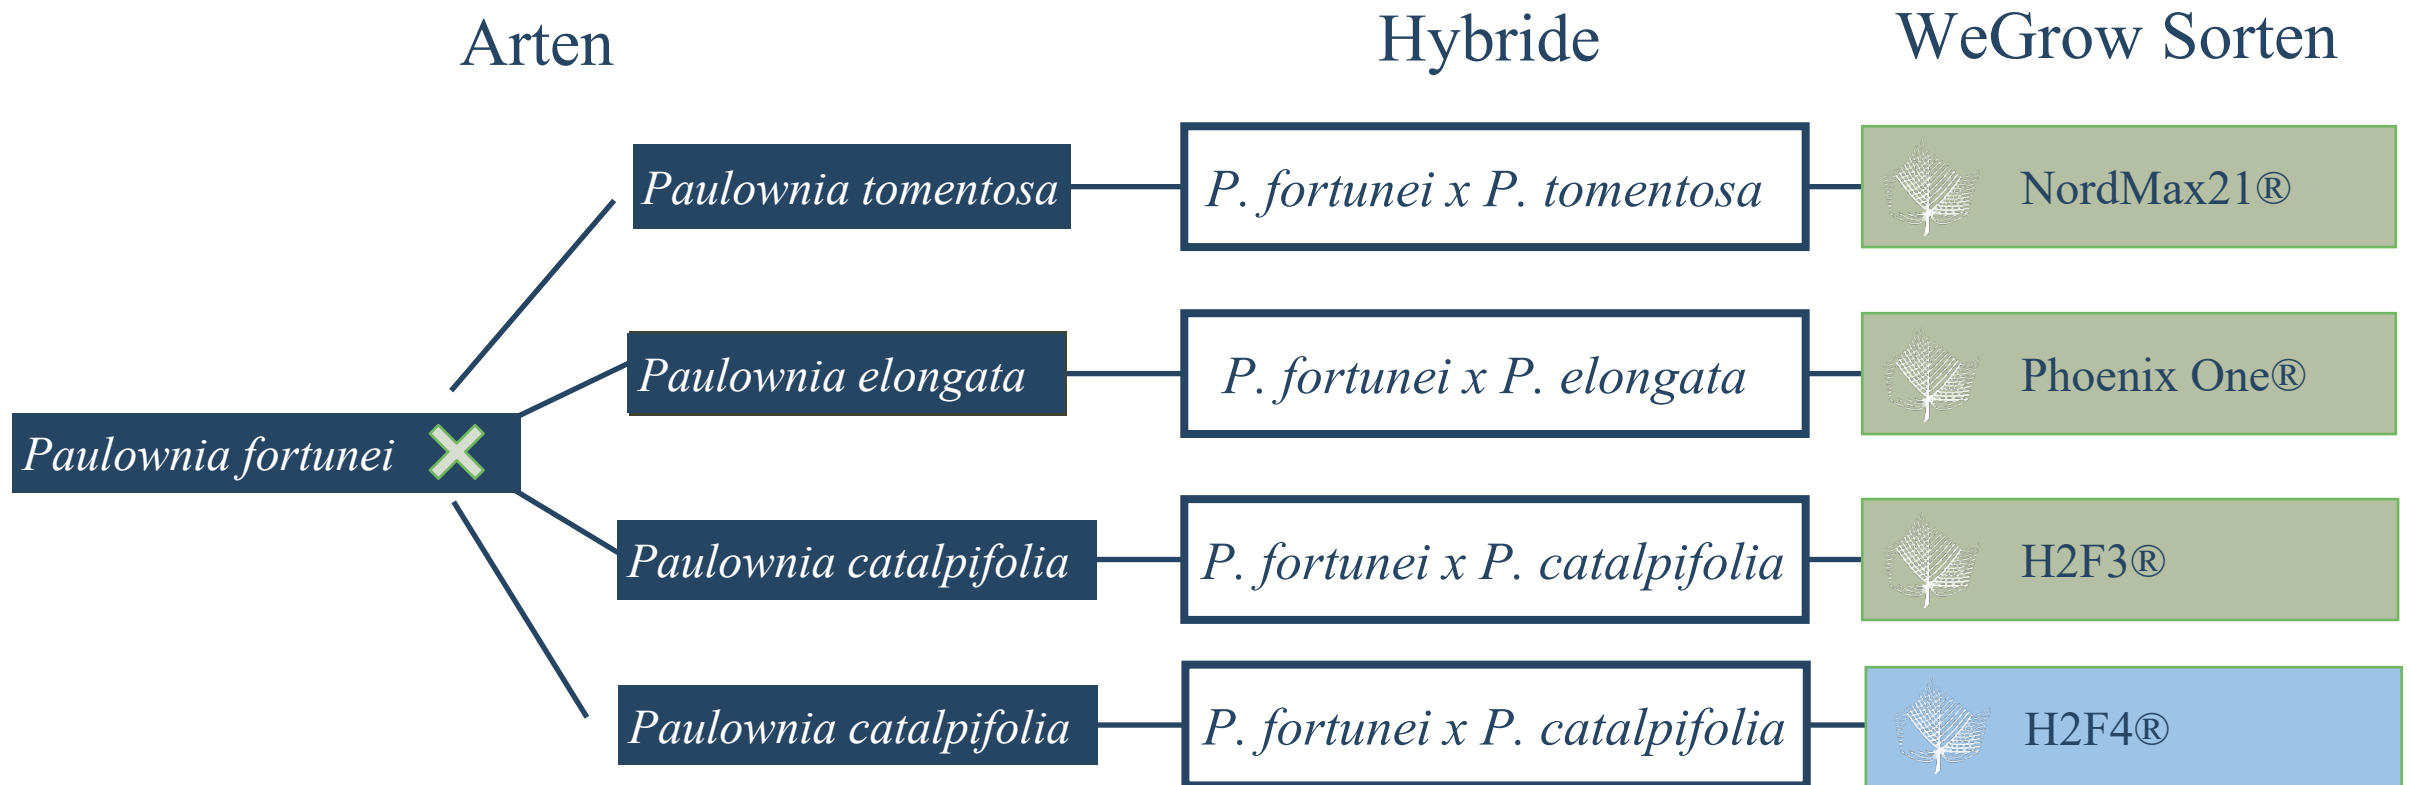 Arten
Hybride
WeGrow Sorten
Paulownia tomentosa
P. fortunei x P. tomentosa
NordMax21®
Paulownia elongata
P. fortunei x P. elongata
Phoenix One®
Paulownia fortunei
Paulownia catalpifolia
P. fortunei x P. catalpifolia
H2F3®
Paulownia catalpifolia
P. fortunei x P. catalpifolia
H2F4®